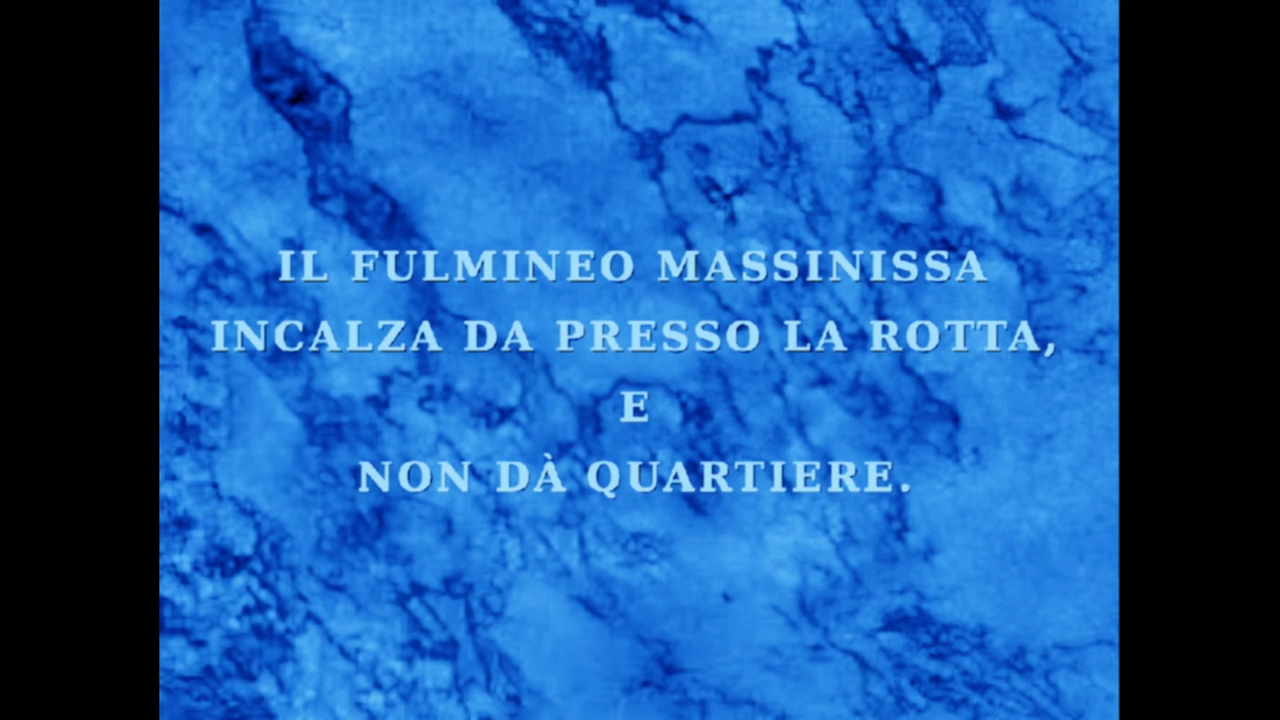 IL FULMINEO MASSINISSA
INCALZA DA PRESSO LA ROTTA,
E
NON DÀ QUARTIERE.